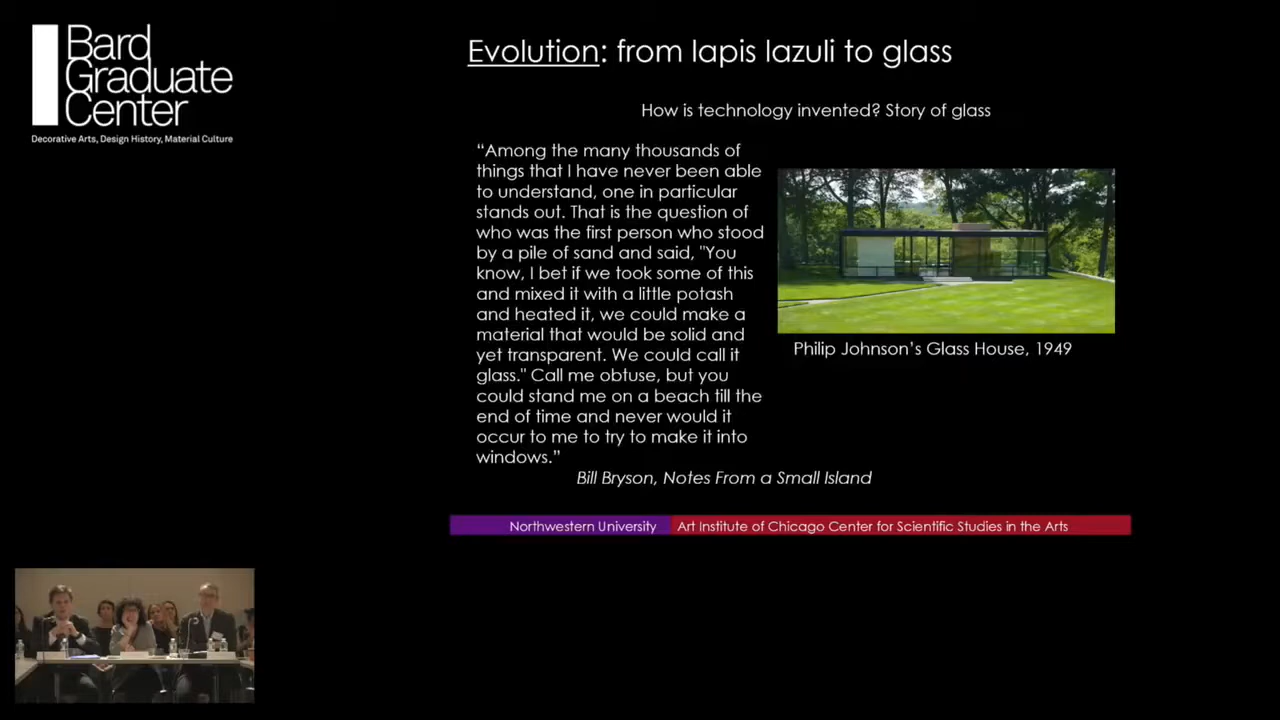 Bard
Graduate
Center
Decorative Arts, Design History, Material Culture
Evolution: from lapis lazuli to glass
How is technology invented? Story of glass
“Among the many thousands of
things that I have never been able
to understand, one in particular
stands out. That is the question of
who was the first person who stood
by a pile of sand and said, "You
know, I bet if we took some of this
and mixed it with a little potash
and heated it, we could make a
material that would be solid and
yet transparent. We could call it
glass." Call me obtuse, but you
could stand me on a beach till the
end of time and never would it
occur to me to try to make it into
windows.”
Bill Bryson, Notes From a Small Island
Philip Johnson’s Glass House, 1949
Northwestern University Art Institute of Chicago Center for Scientific Studies in the Arts